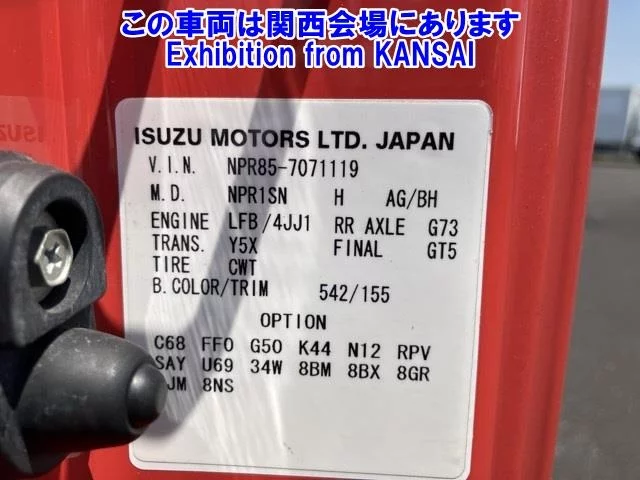 この車両は関西会場にあります
Exhibition from KANSAI
ISUZU MOTORS LTD. JAPAN
V.I.N. NPR85-7071119
M.D. NPR1SN H AG/BH
ENGINE LFB/4JJ1 RR AXLE G73
TRANS. Y5X FINAL GT5
TIRE CWT
B.COLOR/TRIM 542/155
OPTION
C68 FF0 G50 K44 N12 RPV
SAY U69 34W 8BM 8BX 8GR
8NS